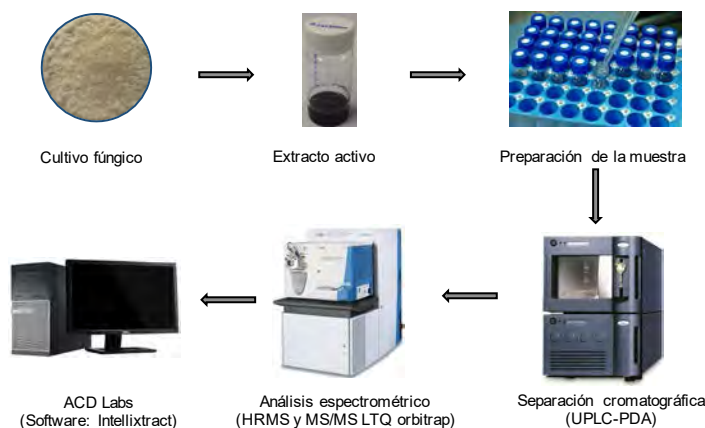 Cultivo fúngico
Extracto activo
Preparación de la muestra
ACD Labs
(Software: Intellixtract)
Análisis espectrométrico
(HRMS y MS/MS LTQ orbitrap)
Separación cromatográfica
(UPLC-PDA)